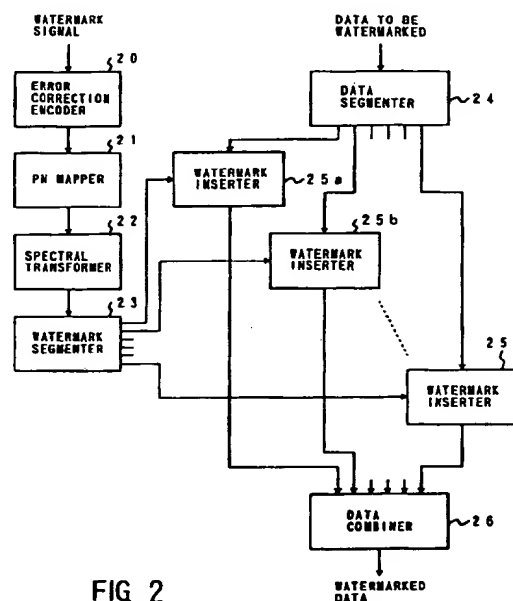 WATERMARK
SIGNAL
20
ERROR
CORRECTION
ENCODER
21
PN MAPPER
22
SPECTRAL
TRANSFORMER
23
WATERMARK
SEGMENTER
DATA TO BE
WATERMARKED
DATA
SEGMENTER
24
WATERMARK
INSERTER
25a
25b
WATERMARK
INSERTER
25
WATERMARK
INSERTER
DATA
COMBINER
26
WATERMARKED
DATA
FIG 2